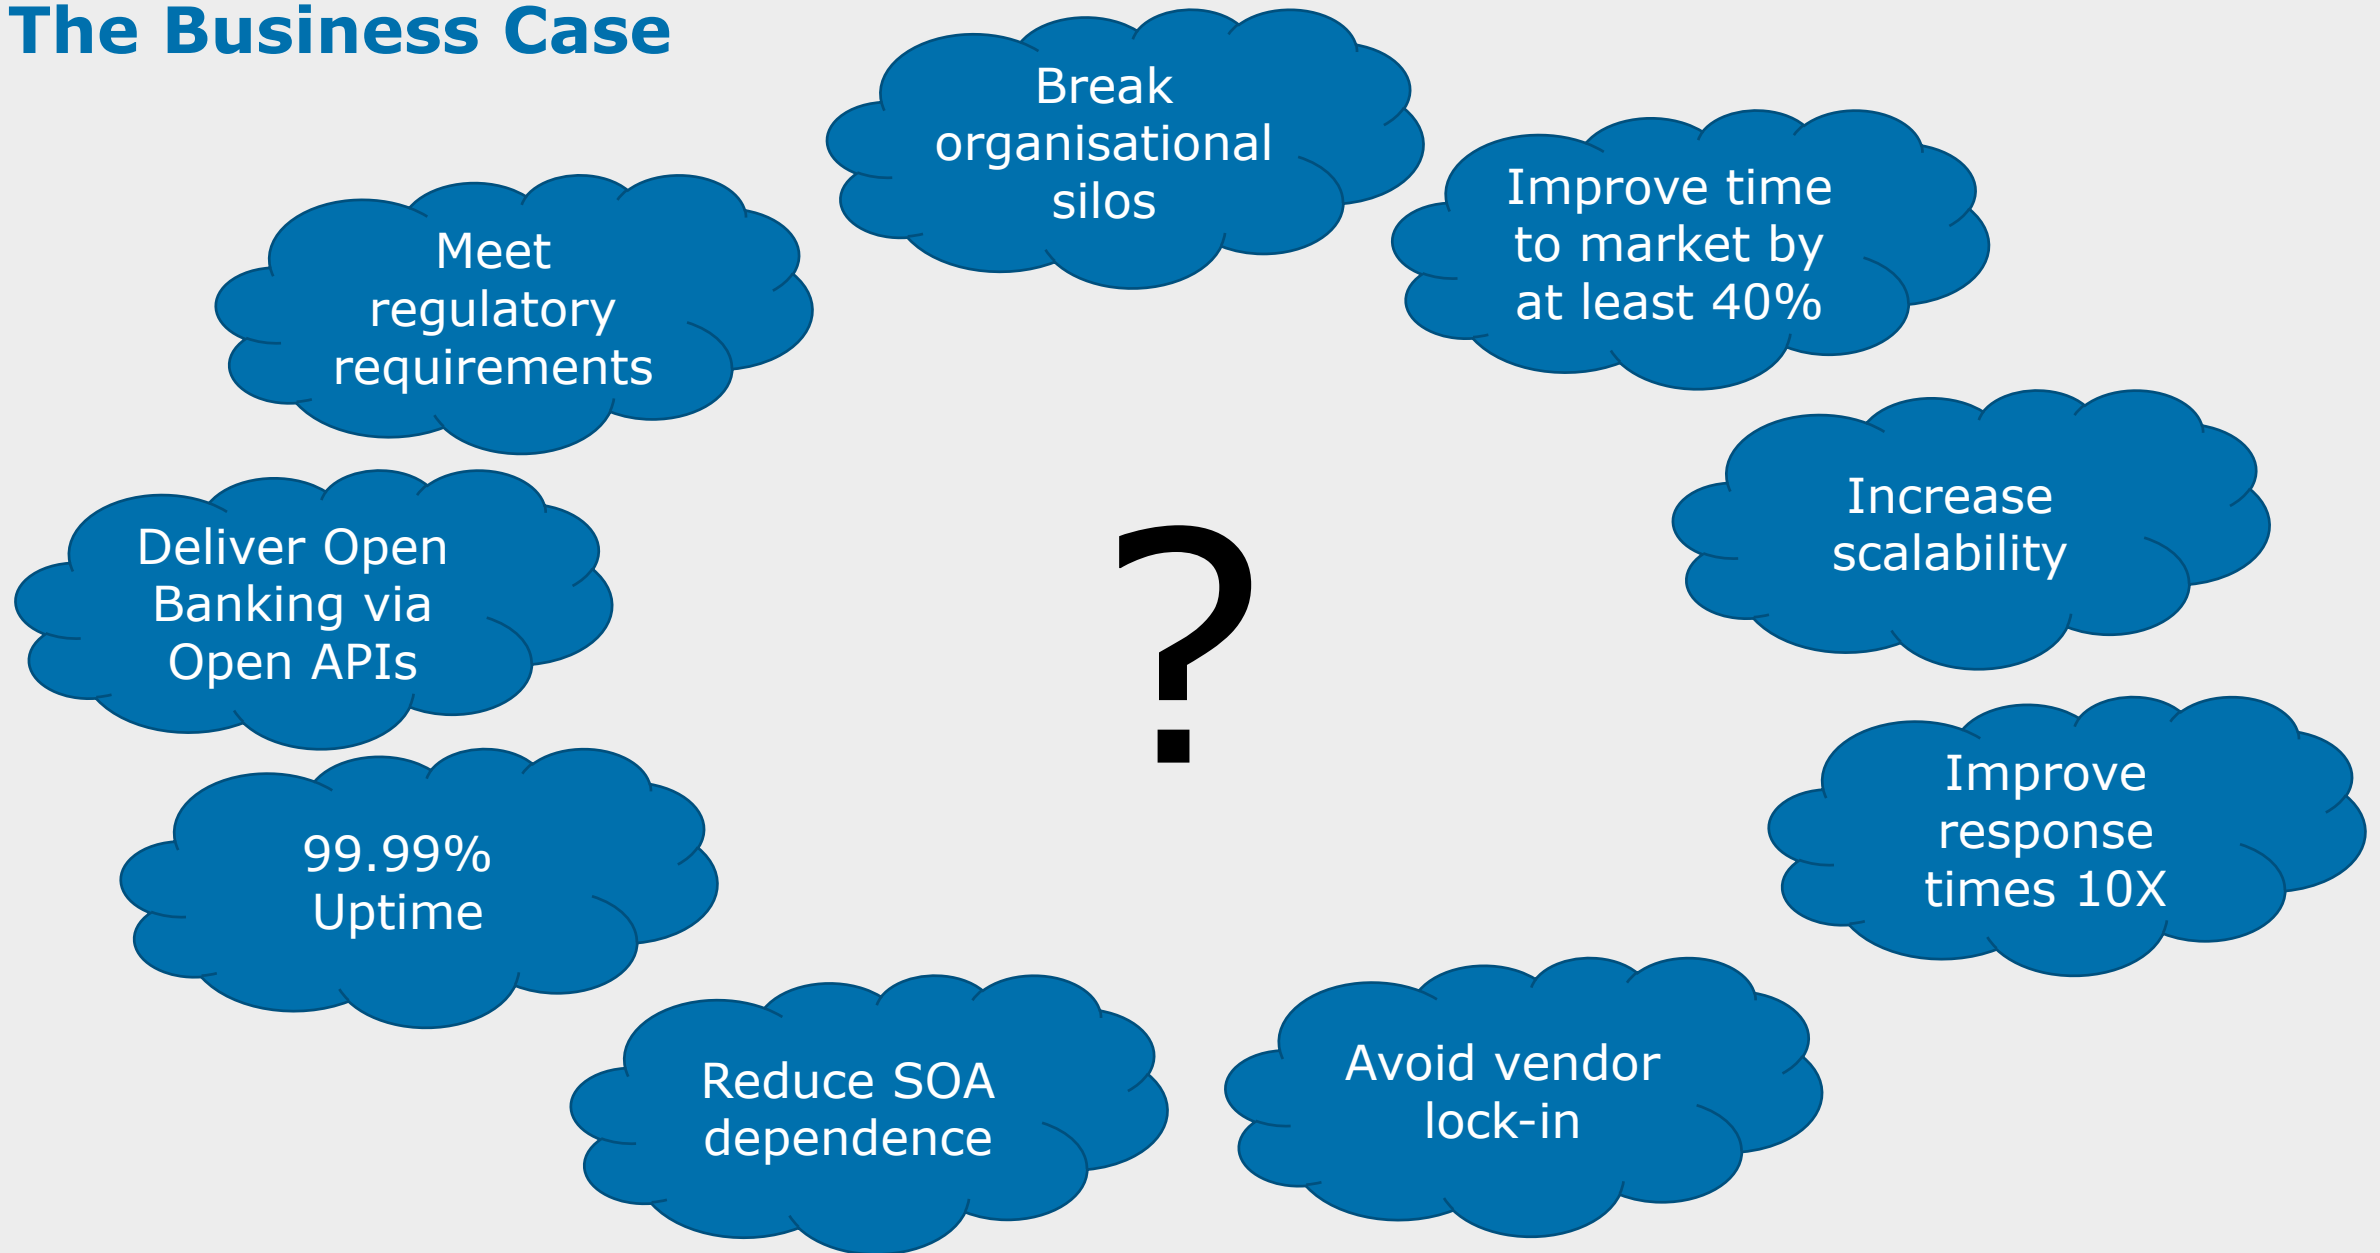 The Business Case
Break
organisational
silos
Improve time
to market by
at least 40%
Meet
regulatory
requirements
Increase
scalability
Deliver Open
Banking via
Open APIs
?
Improve
response
times 10X
99.99%
Uptime
Reduce SOA
dependence
Avoid vendor
lock-in